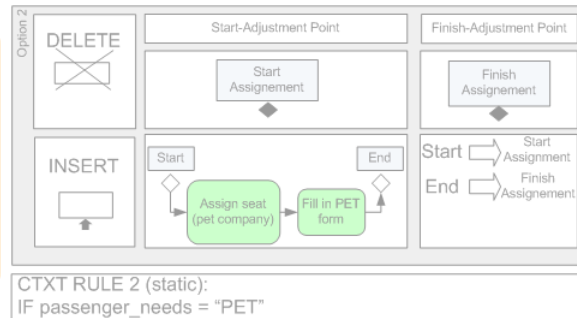 Option 2
DELETE
Start-Adjustment Point
Finish-Adjustment Point
Start
Assignement
Finish
Assignement
INSERT
Start
End
Assign seat
(pet company)
Fill in PET
form
Start
Start
Assignment
End
Finish
Assignement
CTXT RULE 2 (static):
IF passenger_needs = “PET”